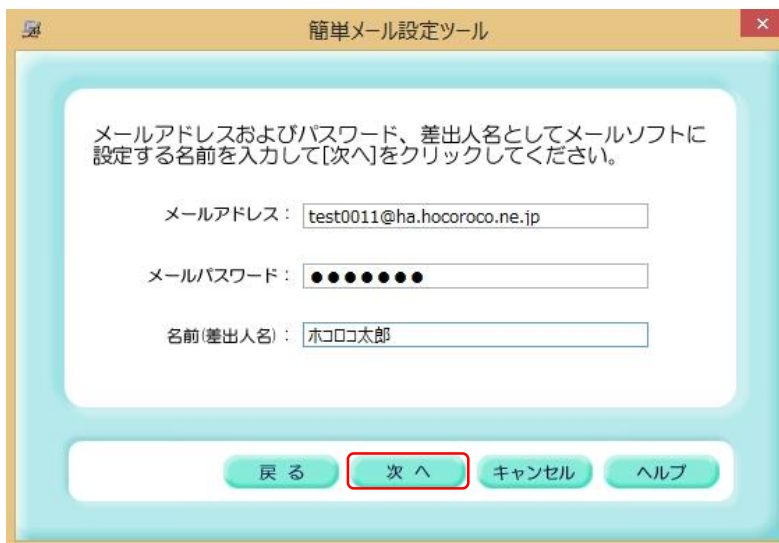 簡単メール設定ツール
メールアドレスおよびパスワード、差出人名としてメールソフトに
設定する名前を入力して[次へ]をクリックしてください。
メールアドレス： test0011@ha.hocoroco.ne.jp
メールパスワード： ●●●●●●●
名前(差出人名)： ホコロコ太郎
戻 る 次 へ キャンセル ヘルプ